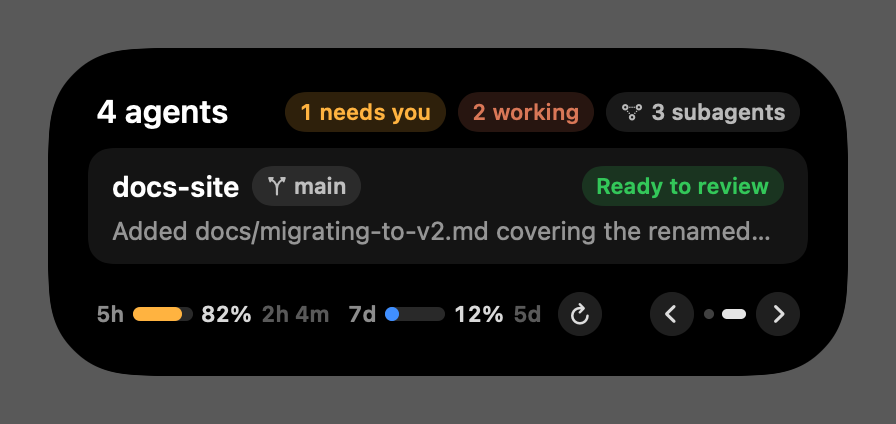 4 agents 1 needs you 2 working 3 subagents
docs-site main Ready to review
Added docs/migrating-to-v2.md covering the renamed...
5h 82% 2h 4m 7d 12% 5d